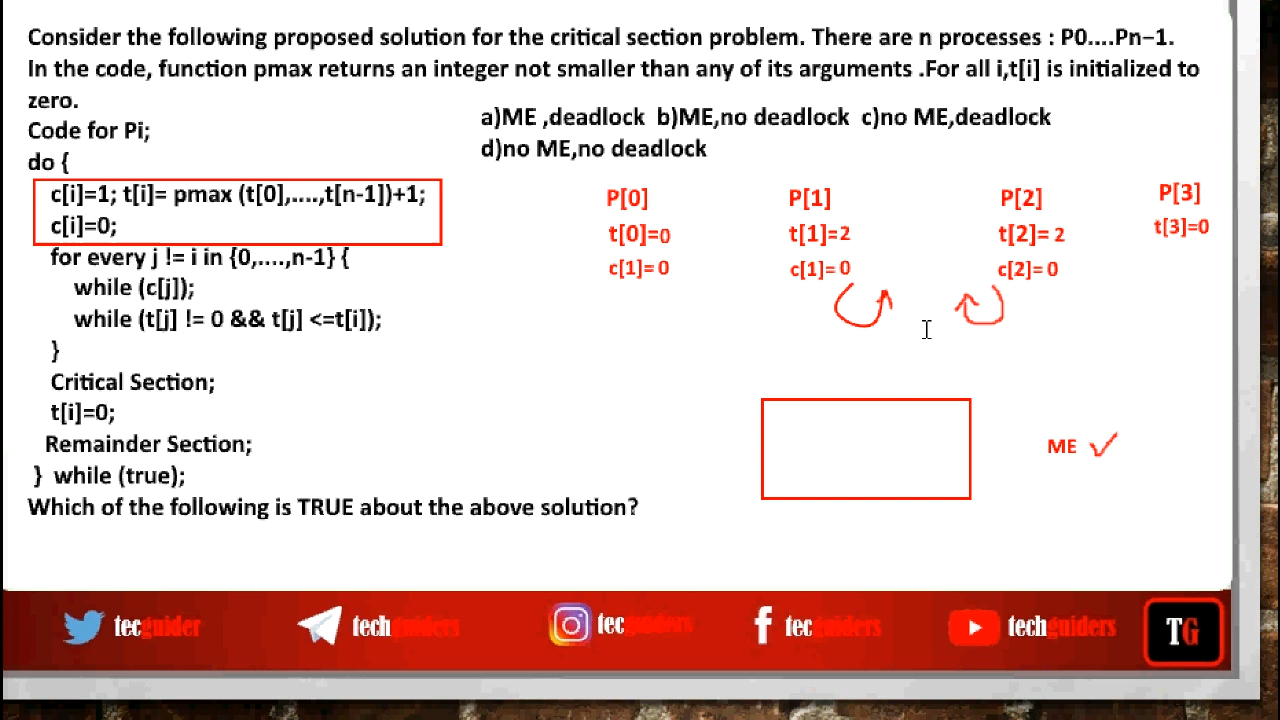 Consider the following proposed solution for the critical section problem. There are n processes : P0....Pn−1.
In the code, function pmax returns an integer not smaller than any of its arguments .For all i,t[i] is initialized to
zero.
a)ME ,deadlock b)ME,no deadlock c)no ME,deadlock
d)no ME,no deadlock
Code for Pi;
do {
c[i]=1; t[i]= pmax (t[0],....,t[n-1])+1;
c[i]=0;
for every j != i in {0,....,n-1} {
while (c[j]);
while (t[j] != 0 && t[j] <=t[i]);
}
Critical Section;
t[i]=0;
Remainder Section;
} while (true);
Which of the following is TRUE about the above solution?
P[0] P[1] P[2] P[3]
t[0]=0 t[1]=2 t[2]= 2 t[3]=0
c[1]= 0 c[1]= 0 c[2]= 0
ME
tecguider techguiders tecguiders tecguiders techguiders TG